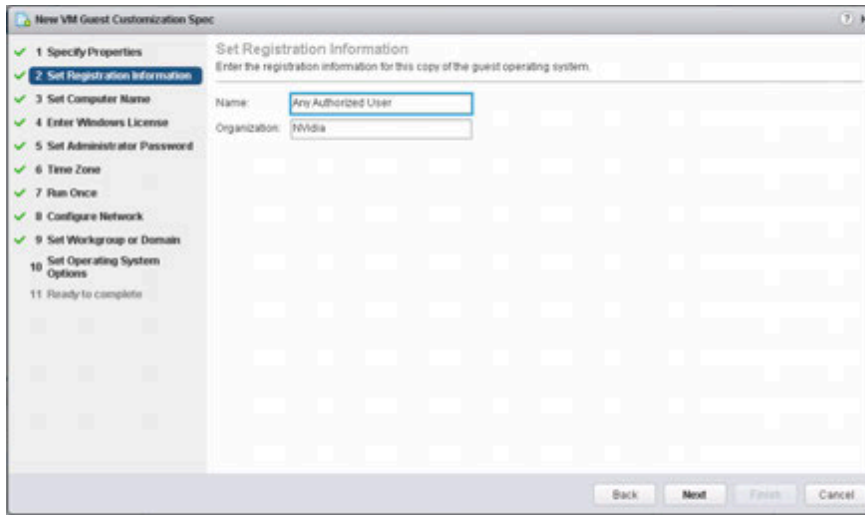 New VM Guest Customization Spec
?
1 Specify Properties
2 Set Registration Information
3 Set Computer Name
4 Enter Windows License
5 Set Administrator Password
6 Time Zone
7 Run Once
8 Configure Network
9 Set Workgroup or Domain
10 Set Operating System Options
11 Ready to complete
Set Registration Information
Enter the registration information for this copy of the guest operating system.
Name: Any Authorized User
Organization: NVidia
Back Next Finish Cancel